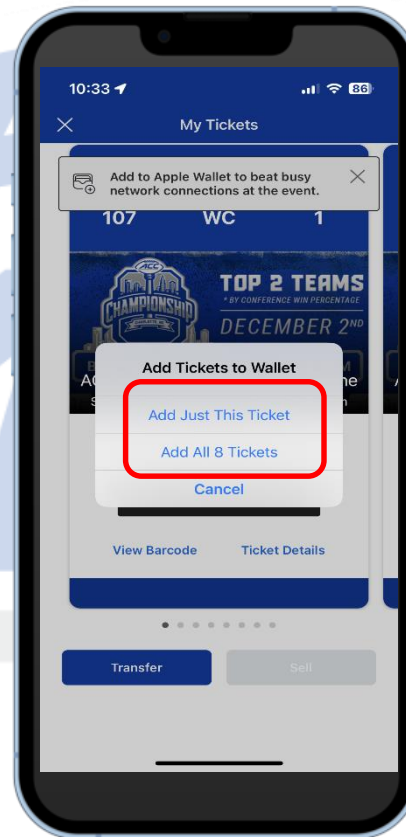 10:33
86
My Tickets
Add to Apple Wallet to beat busy
network connections at the event.
107 WC 1
ACC
CHAMPIONSHIP
TOP 2 TEAMS
* BY CONFERENCE WIN PERCENTAGE
DECEMBER 2ND
Add Tickets to Wallet
Add Just This Ticket
Add All 8 Tickets
Cancel
View Barcode Ticket Details
Transfer Sell